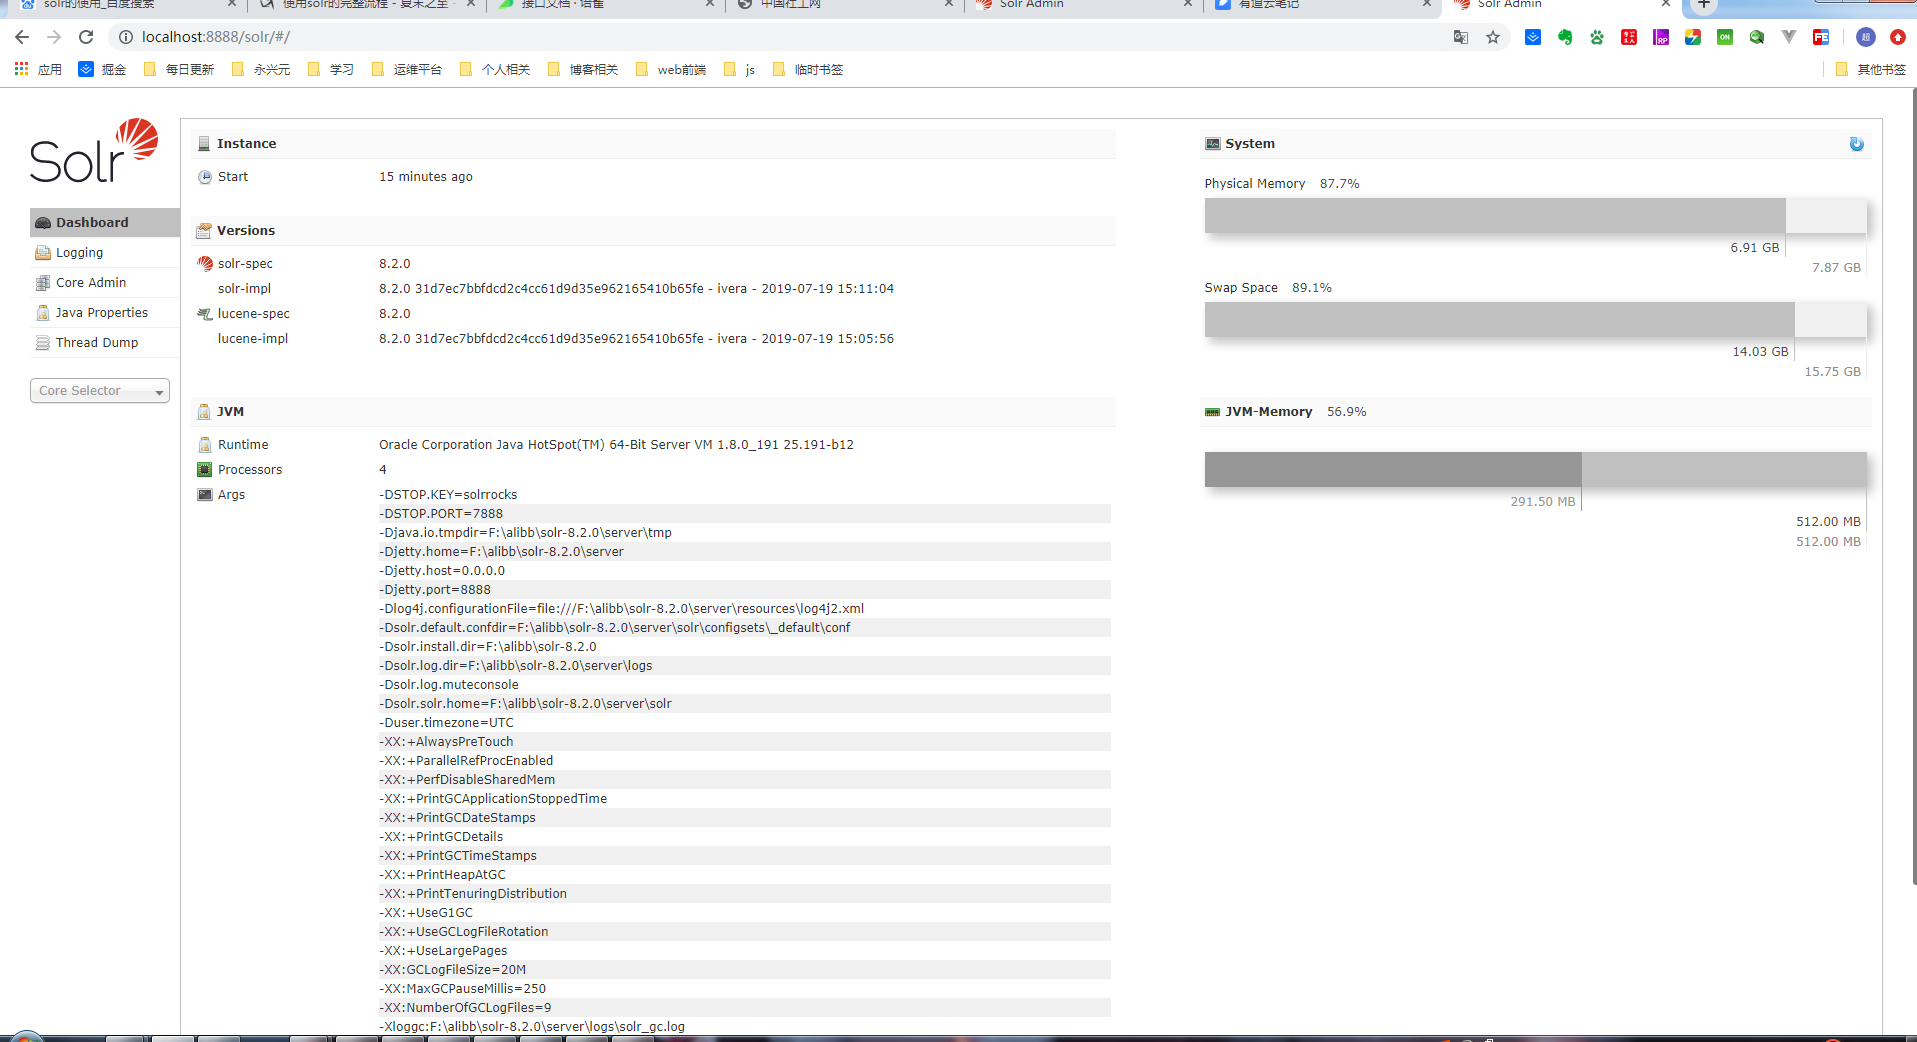 solr的使用_百度搜索
使用solr的完整流程 - 夏末之至 -
接口文档 · 语雀
中国社工网
Solr Admin
有道云笔记
Solr Admin
localhost:8888/solr/#/
应用
掘金
每日更新
永兴元
学习
运维平台
个人相关
博客相关
web前端
js
临时书签
其他书签
Solr
Dashboard
Logging
Core Admin
Java Properties
Thread Dump
Core Selector
Instance
Start 15 minutes ago
Versions
solr-spec 8.2.0
solr-impl 8.2.0 31d7ec7bbfdcd2c4cc61d9d35e962165410b65fe - ivera - 2019-07-19 15:11:04
lucene-spec 8.2.0
lucene-impl 8.2.0 31d7ec7bbfdcd2c4cc61d9d35e962165410b65fe - ivera - 2019-07-19 15:05:56
JVM
Runtime Oracle Corporation Java HotSpot(TM) 64-Bit Server VM 1.8.0_191 25.191-b12
Processors 4
Args
-DSTOP.KEY=solrrocks
-DSTOP.PORT=7888
-Djava.io.tmpdir=F:\alibb\solr-8.2.0\server\tmp
-Djetty.home=F:\alibb\solr-8.2.0\server
-Djetty.host=0.0.0.0
-Djetty.port=8888
-Dlog4j.configurationFile=file:///F:\alibb\solr-8.2.0\server\resources\log4j2.xml
-Dsolr.default.confdir=F:\alibb\solr-8.2.0\server\solr\configsets\_default\conf
-Dsolr.install.dir=F:\alibb\solr-8.2.0
-Dsolr.log.dir=F:\alibb\solr-8.2.0\server\logs
-Dsolr.log.muteconsole
-Dsolr.solr.home=F:\alibb\solr-8.2.0\server\solr
-Duser.timezone=UTC
-XX:+AlwaysPreTouch
-XX:+ParallelRefProcEnabled
-XX:+PerfDisableSharedMem
-XX:+PrintGCApplicationStoppedTime
-XX:+PrintGCDateStamps
-XX:+PrintGCDetails
-XX:+PrintGCTimeStamps
-XX:+PrintHeapAtGC
-XX:+PrintTenuringDistribution
-XX:+UseG1GC
-XX:+UseGCLogFileRotation
-XX:+UseLargePages
-XX:GCLogFileSize=20M
-XX:MaxGCPauseMillis=250
-XX:NumberOfGCLogFiles=9
-Xloggc:F:\alibb\solr-8.2.0\server\logs\solr_gc.log
System
Physical Memory 87.7%
6.91 GB
7.87 GB
Swap Space 89.1%
14.03 GB
15.75 GB
JVM-Memory 56.9%
291.50 MB
512.00 MB
512.00 MB